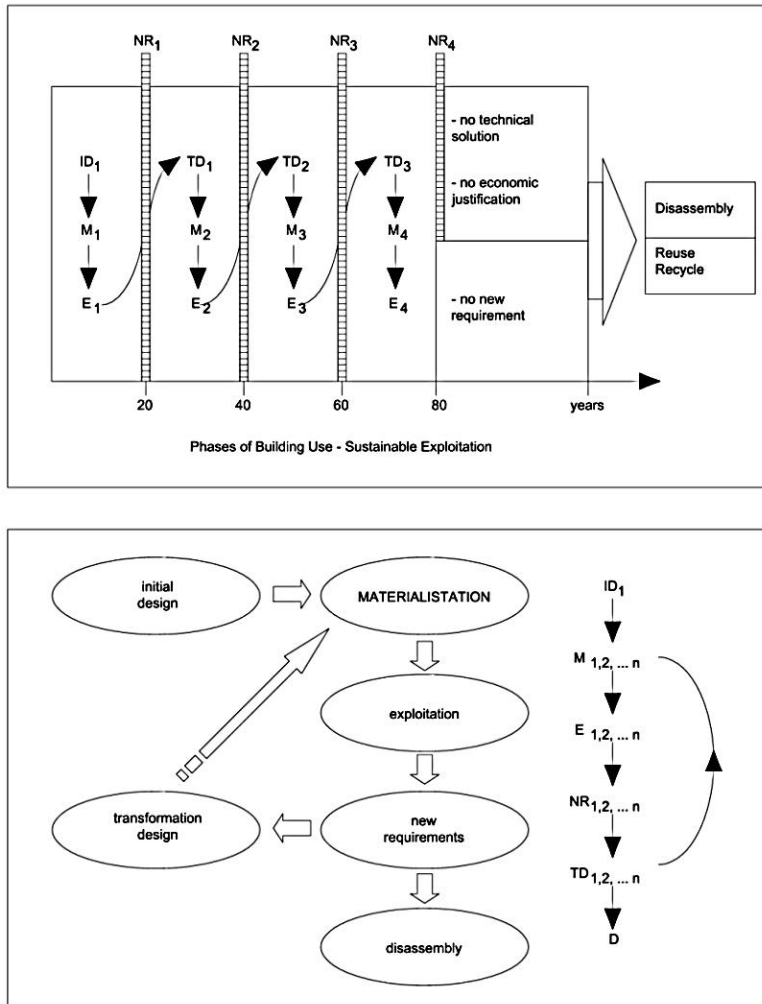 NR1 NR2 NR3 NR4
- no technical
solution
ID1 TD1 TD2 TD3
- no economic
justification
M1 M2 M3 M4
Disassembly
Reuse
Recycle
E1 E2 E3 E4
- no new
requirement
20 40 60 80 years
Phases of Building Use - Sustainable Exploitation
initial
design
MATERIALISTATION
exploitation
transformation
design
new
requirements
disassembly
ID1
M 1,2, ... n
E 1,2, ... n
NR1,2, ... n
TD1,2, ... n
D